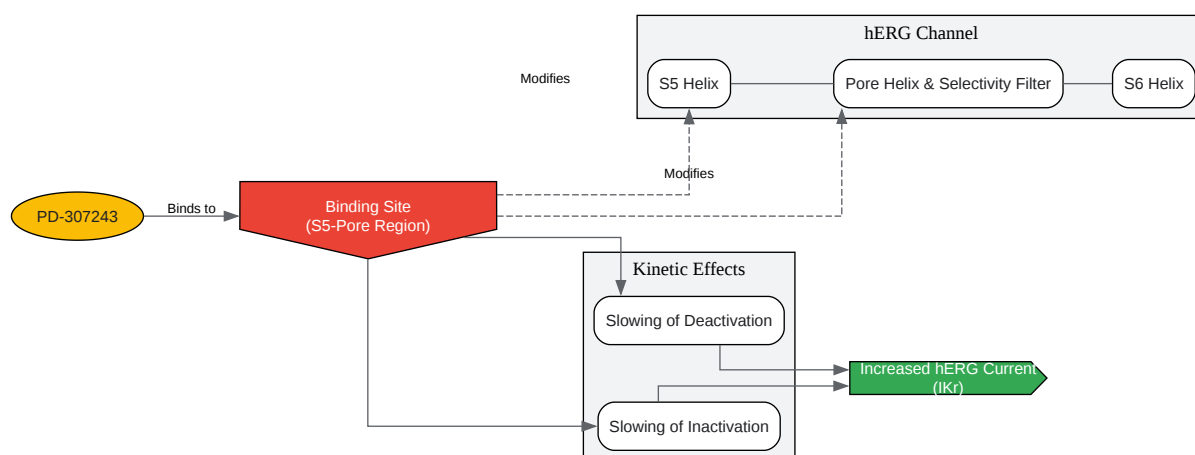 hERG Channel
Modifies
S5 Helix
Pore Helix & Selectivity Filter
S6 Helix
Modifies
PD-307243
Binds to
Binding Site
(S5-Pore Region)
Kinetic Effects
Slowing of Deactivation
Increased hERG Current
(IKr)
Slowing of Inactivation